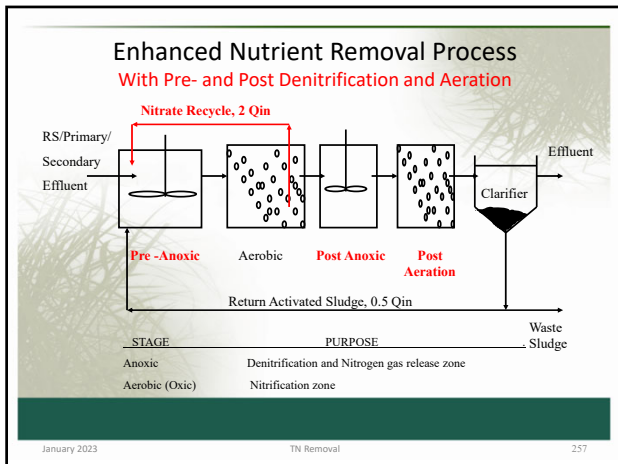 Enhanced Nutrient Removal Process
With Pre- and Post Denitrification and Aeration
Nitrate Recycle, 2 Qin
RS/Primary/
Secondary
Effluent
Effluent
Clarifier
Pre -Anoxic
Aerobic
Post Anoxic
Post
Aeration
Return Activated Sludge, 0.5 Qin
Waste
Sludge
STAGE PURPOSE .
Anoxic Denitrification and Nitrogen gas release zone
Aerobic (Oxic) Nitrification zone
January 2023 TN Removal 257